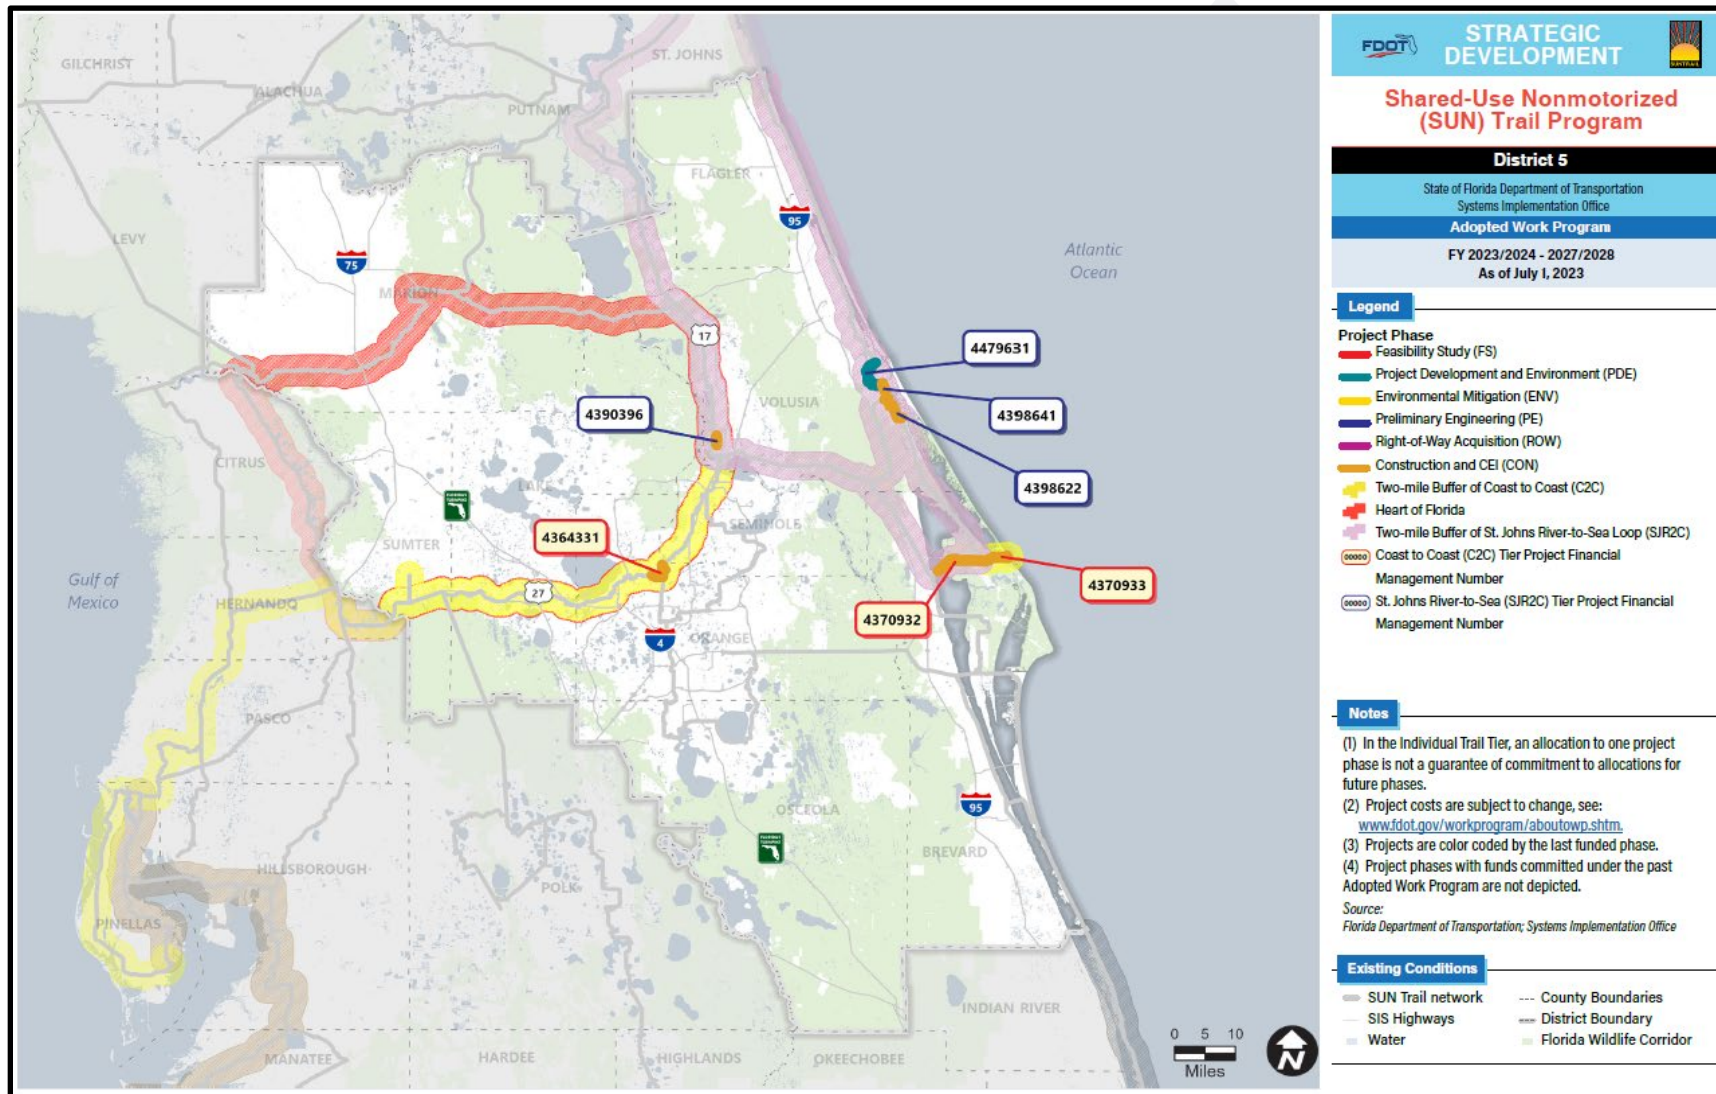 GILCHRIST
ALACHUA
PUTNAM
ST. JOHNS
FLAGLER
LEVY
MARION
VOLUSIA
CITRUS
LAKE
SUMTER
SEMINOLE
HERNANDO
ORANGE
PASCO
OSCEOLA
BREVARD
HILLSBOROUGH
POLK
PINELLAS
INDIAN RIVER
MANATEE
HARDEE
HIGHLANDS
OKEECHOBEE
Atlantic
Ocean
Gulf of
Mexico
75
95
17
27
4
95
4479631
4398641
4398622
4390396
4364331
4370933
4370932
0 5 10
Miles
N
FDOT
STRATEGIC
DEVELOPMENT
SUNTRAIL
Shared-Use Nonmotorized
(SUN) Trail Program
District 5
State of Florida Department of Transportation
Systems Implementation Office
Adopted Work Program
FY 2023/2024 - 2027/2028
As of July 1, 2023
Legend
Project Phase
Feasibility Study (FS)
Project Development and Environment (PDE)
Environmental Mitigation (ENV)
Preliminary Engineering (PE)
Right-of-Way Acquisition (ROW)
Construction and CEI (CON)
Two-mile Buffer of Coast to Coast (C2C)
Heart of Florida
Two-mile Buffer of St. Johns River-to-Sea Loop (SJR2C)
00000 Coast to Coast (C2C) Tier Project Financial
Management Number
00000 St. Johns River-to-Sea (SJR2C) Tier Project Financial
Management Number
Notes
(1) In the Individual Trail Tier, an allocation to one project
phase is not a guarantee of commitment to allocations for
future phases.
(2) Project costs are subject to change, see:
www.fdot.gov/workprogram/aboutowp.shtm.
(3) Projects are color coded by the last funded phase.
(4) Project phases with funds committed under the past
Adopted Work Program are not depicted.
Source:
Florida Department of Transportation; Systems Implementation Office
Existing Conditions
SUN Trail network
County Boundaries
SIS Highways
District Boundary
Water
Florida Wildlife Corridor